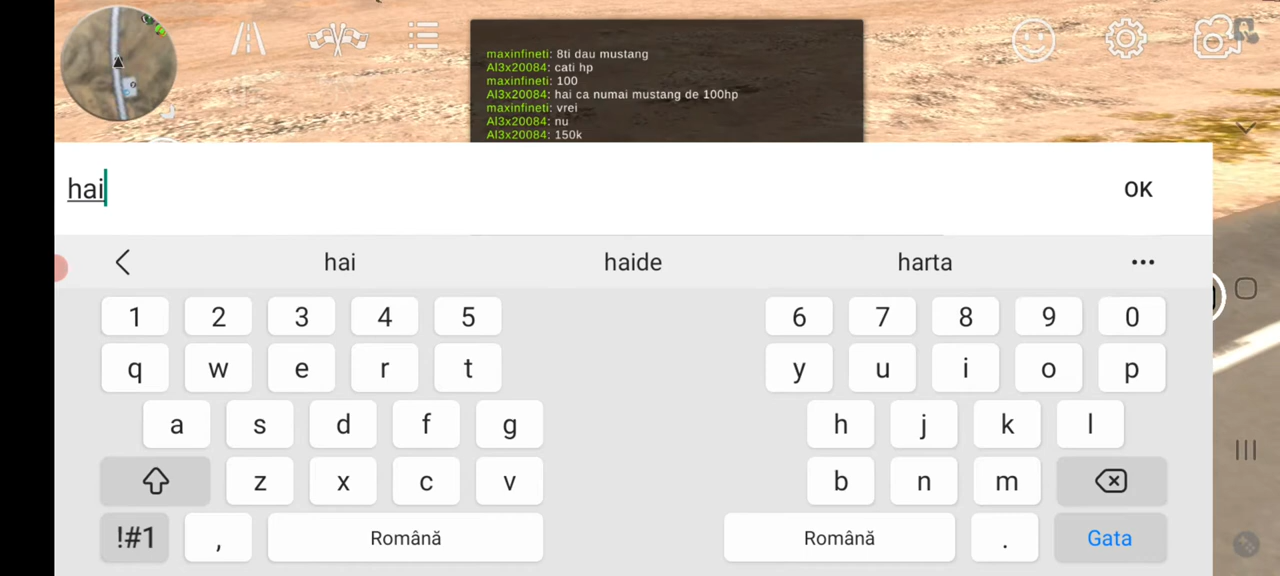 maxinfineti: 8ti dau mustang
Al3x20084: cati hp
maxinfineti: 100
Al3x20084: hai ca numai mustang de 100hp
maxinfineti: vrei
Al3x20084: nu
Al3x20084: 150k
hai OK
hai haide harta ...
1 2 3 4 5 6 7 8 9 0
q w e r t y u i o p
a s d f g h j k l
z x c v b n m
!#1 , Română Română . Gata